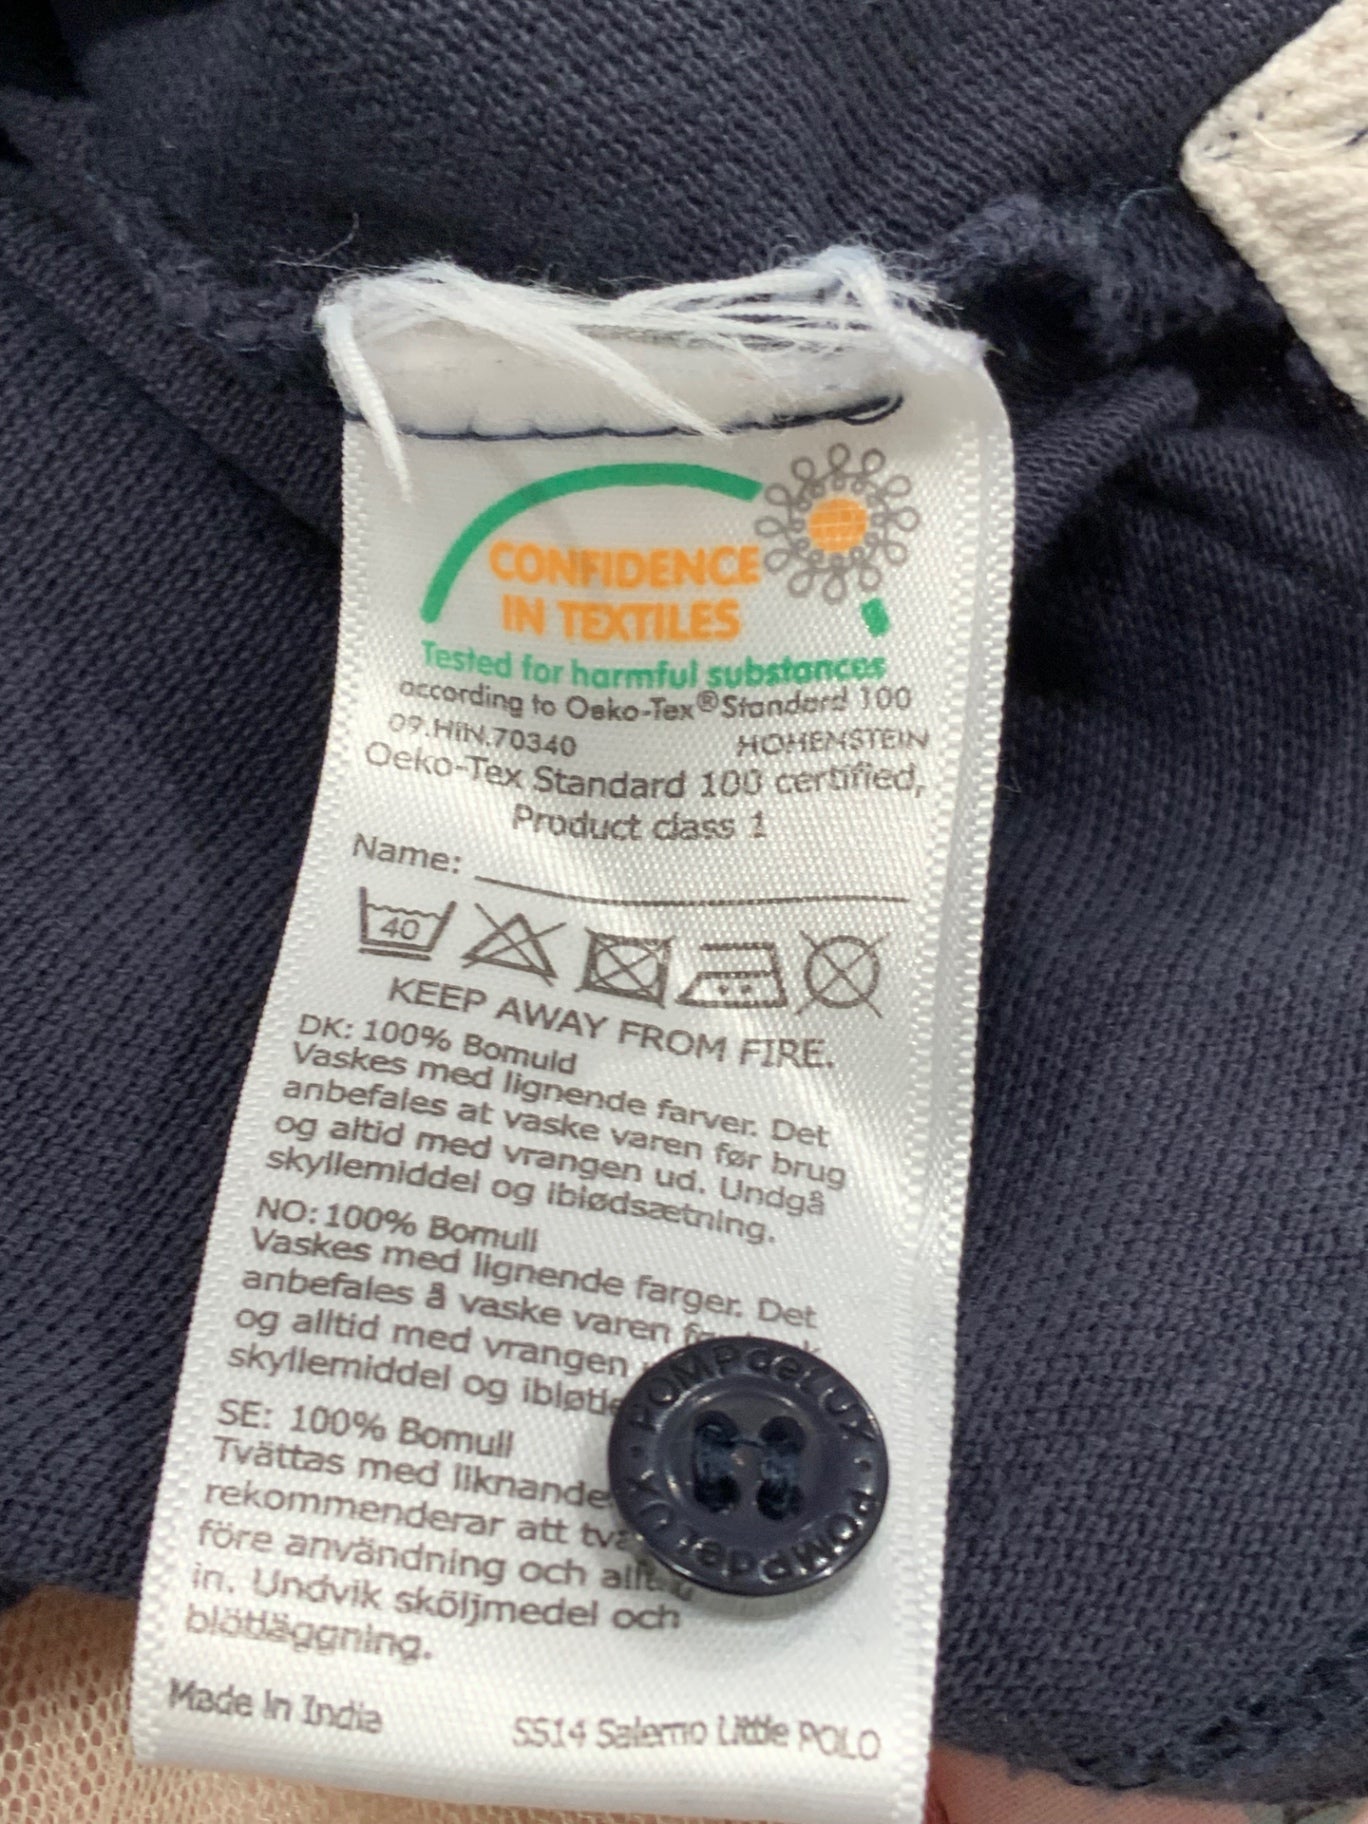 CONFIDENCE
IN TEXTILES
Tested for harmful substances
according to Oeko-Tex® Standard 100
09.HIN.70340 HOHENSTEIN
Oeko-Tex Standard 100 certified,
Product class 1
Name:
40
KEEP AWAY FROM FIRE.
DK: 100% Bomuld
Vaskes med lignende farver. Det
anbefales at vaske varen før brug
og altid med vrangen ud. Undgå
skyllemiddel og iblødsætning.
NO: 100% Bomull
Vaskes med lignende farger. Det
anbefales å vaske varen
og alltid med vrangen
skyllemiddel og
SE: 100% Bomull
Tvättas med liknande
rekommenderar att
före användning och
in. Undvik sköljmedel och
blötläggning.
Made In India
SS14 Salerno Little POLO
POMPdeLUX · POMPdeLUX ·